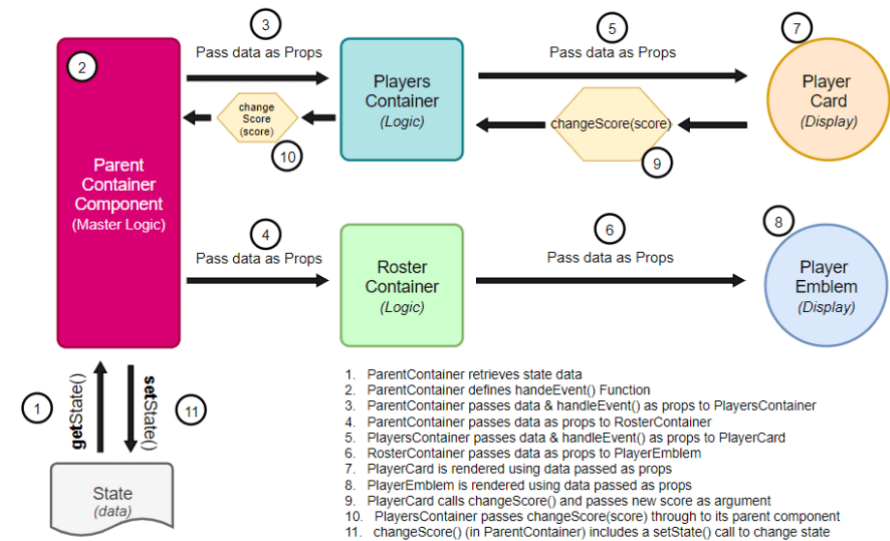 3
Pass data as Props
5
Pass data as Props
7
2
Players
Container
(Logic)
Player
Card
(Display)
change
Score
(score)
10
changeScore(score)
9
Parent
Container
Component
(Master Logic)
4
Pass data as Props
6
Pass data as Props
8
Roster
Container
(Logic)
Player
Emblem
(Display)
1
getState()
setState()
11
State
(data)
1. ParentContainer retrieves state data
2. ParentContainer defines handeEvent() Function
3. ParentContainer passes data & handleEvent() as props to PlayersContainer
4. ParentContainer passes data as props to RosterContainer
5. PlayersContainer passes data & handleEvent() as props to PlayerCard
6. RosterContainer passes data as props to PlayerEmblem
7. PlayerCard is rendered using data passed as props
8. PlayerEmblem is rendered using data passed as props
9. PlayerCard calls changeScore() and passes new score as argument
10. PlayersContainer passes changeScore(score) through to its parent component
11. changeScore() (in ParentContainer) includes a setState() call to change state